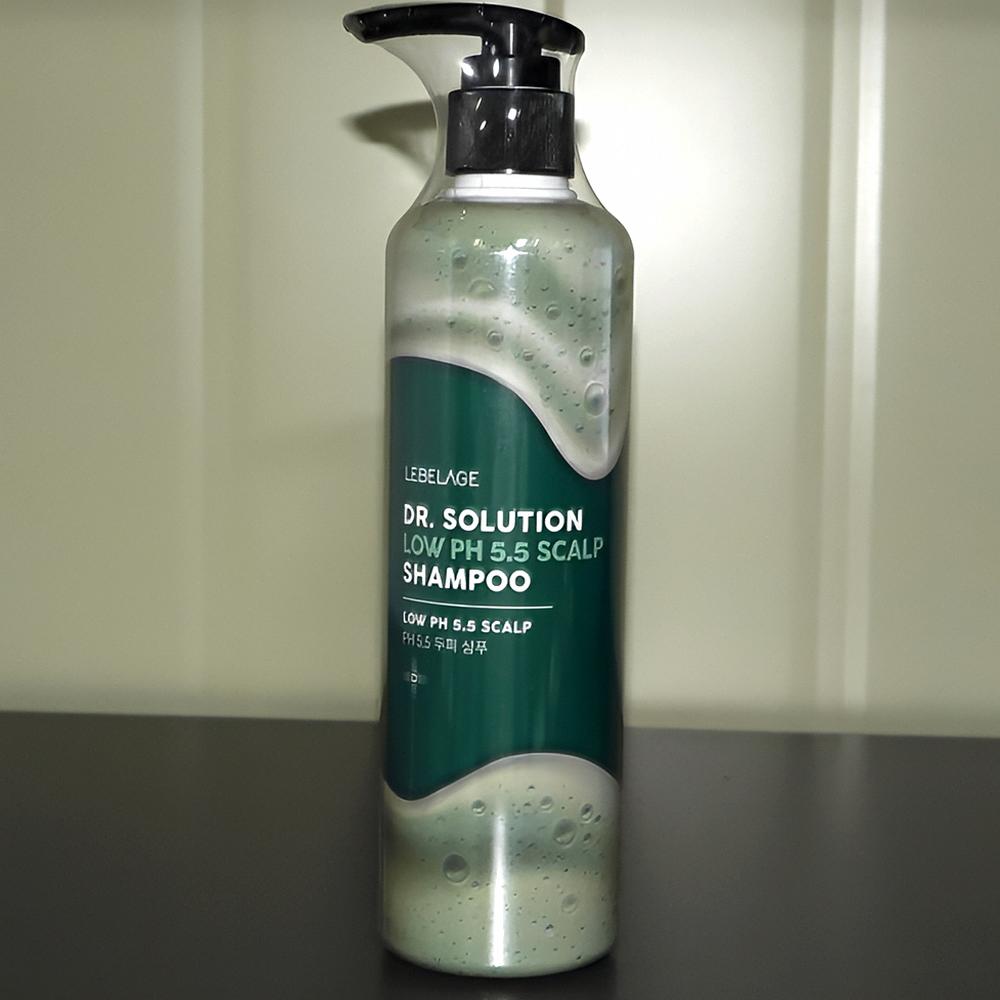 LEBELAGE
DR. SOLUTION
LOW PH 5.5 SCALP
SHAMPOO
LOW PH 5.5 SCALP
PH 5.5 두피 샴푸
D